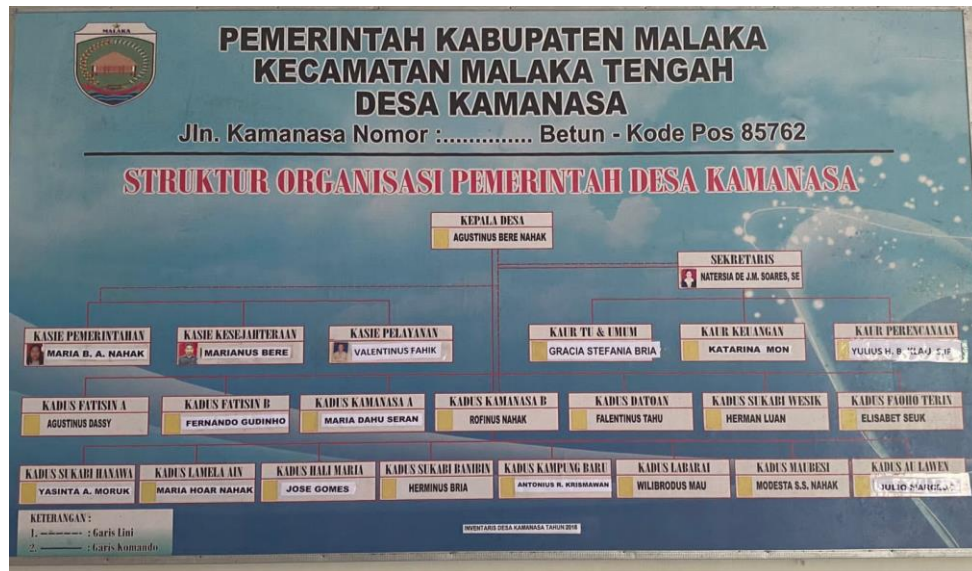 MALAKA
PEMERINTAH KABUPATEN MALAKA
KECAMATAN MALAKA TENGAH
DESA KAMANASA
Jln. Kamanasa Nomor :.............. Betun - Kode Pos 85762
STRUKTUR ORGANISASI PEMERINTAH DESA KAMANASA
KEPALA DESA
AGUSTINUS BERE NAHAK
SEKRETARIS
NATERSIA DE J.M. SOARES, SE
KASIE PEMERINTAHAN
MARIA B. A. NAHAK
KASIE KESEJAHTERAAN
MARIANUS BERE
KASIE PELAYANAN
VALENTINUS FAHIK
KAUR TU & UMUM
GRACIA STEFANIA BRIA
KAUR KEUANGAN
KATARINA MON
KAUR PERENCANAAN
YULIUS H. B.
KADUS FATISIN A
AGUSTINUS DASSY
KADUS FATISIN B
FERNANDO GUDINHO
KADUS KAMANASA A
MARIA DAHU SERAN
KADUS KAMANASA B
ROFINUS NAHAK
KADUS DATOAN
FALENTINUS TAHU
KADUS SUKABI WESIK
HERMAN LUAN
KADUS FAOHO TERIN
ELISABET SEUK
KADUS SUKABI HANAWA
YASINTA A. MORUK
KADUS LAMELA AIN
MARIA HOAR NAHAK
KADUS HALI MARIA
JOSE GOMES
KADUS SUKABI BANIBIN
HERMINUS BRIA
KADUS KAMPUNG BARU
ANTONIUS R. KRISMAWAN
KADUS LABARAI
WILIBRODUS MAU
KADUS MAUBESI
MODESTA S.S. NAHAK
KADUS AU LAWEN
JULIO
KETERANGAN :
1. ---------- : Garis Lini
2. ———— : Garis Komando
INVENTARIS DESA KAMANASA TAHUN 2018